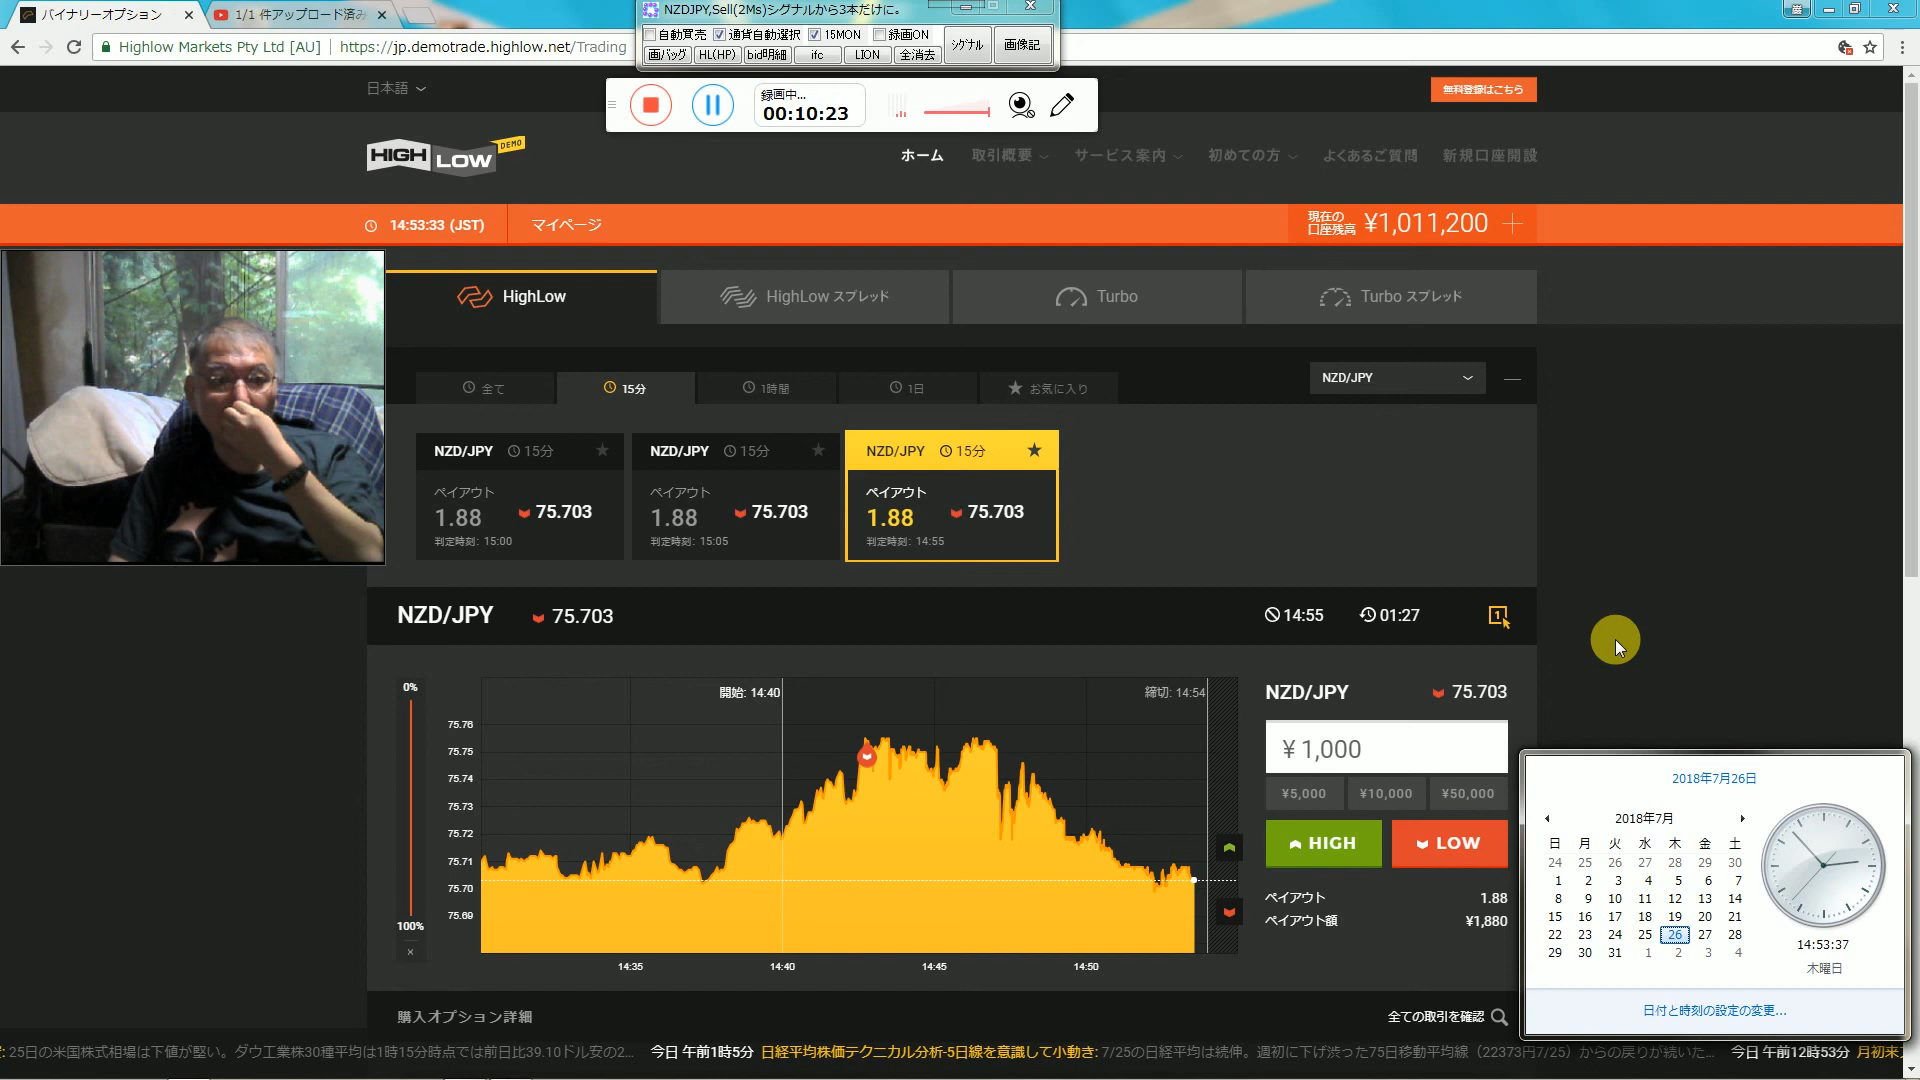 バイナリーオプション
1/1 件アップロード済み
NZDJPY,Sell(2Ms)シグナルから3本だけに。
自動買売 通貨自動選択 15MON 録画ON
画バッグ HL(HP) bid明細 ifc LION 全消去
シグナル 画像記
Highlow Markets Pty Ltd [AU] | https://jp.demotrade.highlow.net/Trading
録画中...
00:10:23
日本語
無料登録はこちら
HIGH LOW DEMO
ホーム 取引概要 サービス案内 初めての方 よくあるご質問 新規口座開設
14:53:33 (JST) マイページ
現在の口座残高 ¥1,011,200
HighLow
HighLow スプレッド
Turbo
Turbo スプレッド
全て 15分 1時間 1日 お気に入り
NZD/JPY
NZD/JPY 15分
ペイアウト
1.88 75.703
判定時刻: 15:00
NZD/JPY 15分
ペイアウト
1.88 75.703
判定時刻: 15:05
NZD/JPY 15分
ペイアウト
1.88 75.703
判定時刻: 14:55
NZD/JPY 75.703
14:55 01:27
1
0%
100%
×
開始: 14:40
締切: 14:54
75.76
75.75
75.74
75.73
75.72
75.71
75.70
75.69
14:35 14:40 14:45 14:50
NZD/JPY 75.703
¥ 1,000
¥5,000 ¥10,000 ¥50,000
HIGH LOW
ペイアウト 1.88
ペイアウト額 ¥1,880
2018年7月26日
2018年7月
日 月 火 水 木 金 土
24 25 26 27 28 29 30
1 2 3 4 5 6 7
8 9 10 11 12 13 14
15 16 17 18 19 20 21
22 23 24 25 26 27 28
29 30 31 1 2 3 4
14:53:37
木曜日
日付と時刻の設定の変更...
購入オプション詳細
全ての取引を確認
25日の米国株式相場は下値が堅い。ダウ工業株30種平均は1時15分時点では前日比39.10ドル安の2... 今日 午前1時5分 日経平均株価テクニカル分析-5日線を意識して小動き: 7/25の日経平均は続伸。週初に下げ渋った75日移動平均線（22373円7/25）からの戻りが続いた... 今日 午前12時53分 月初来